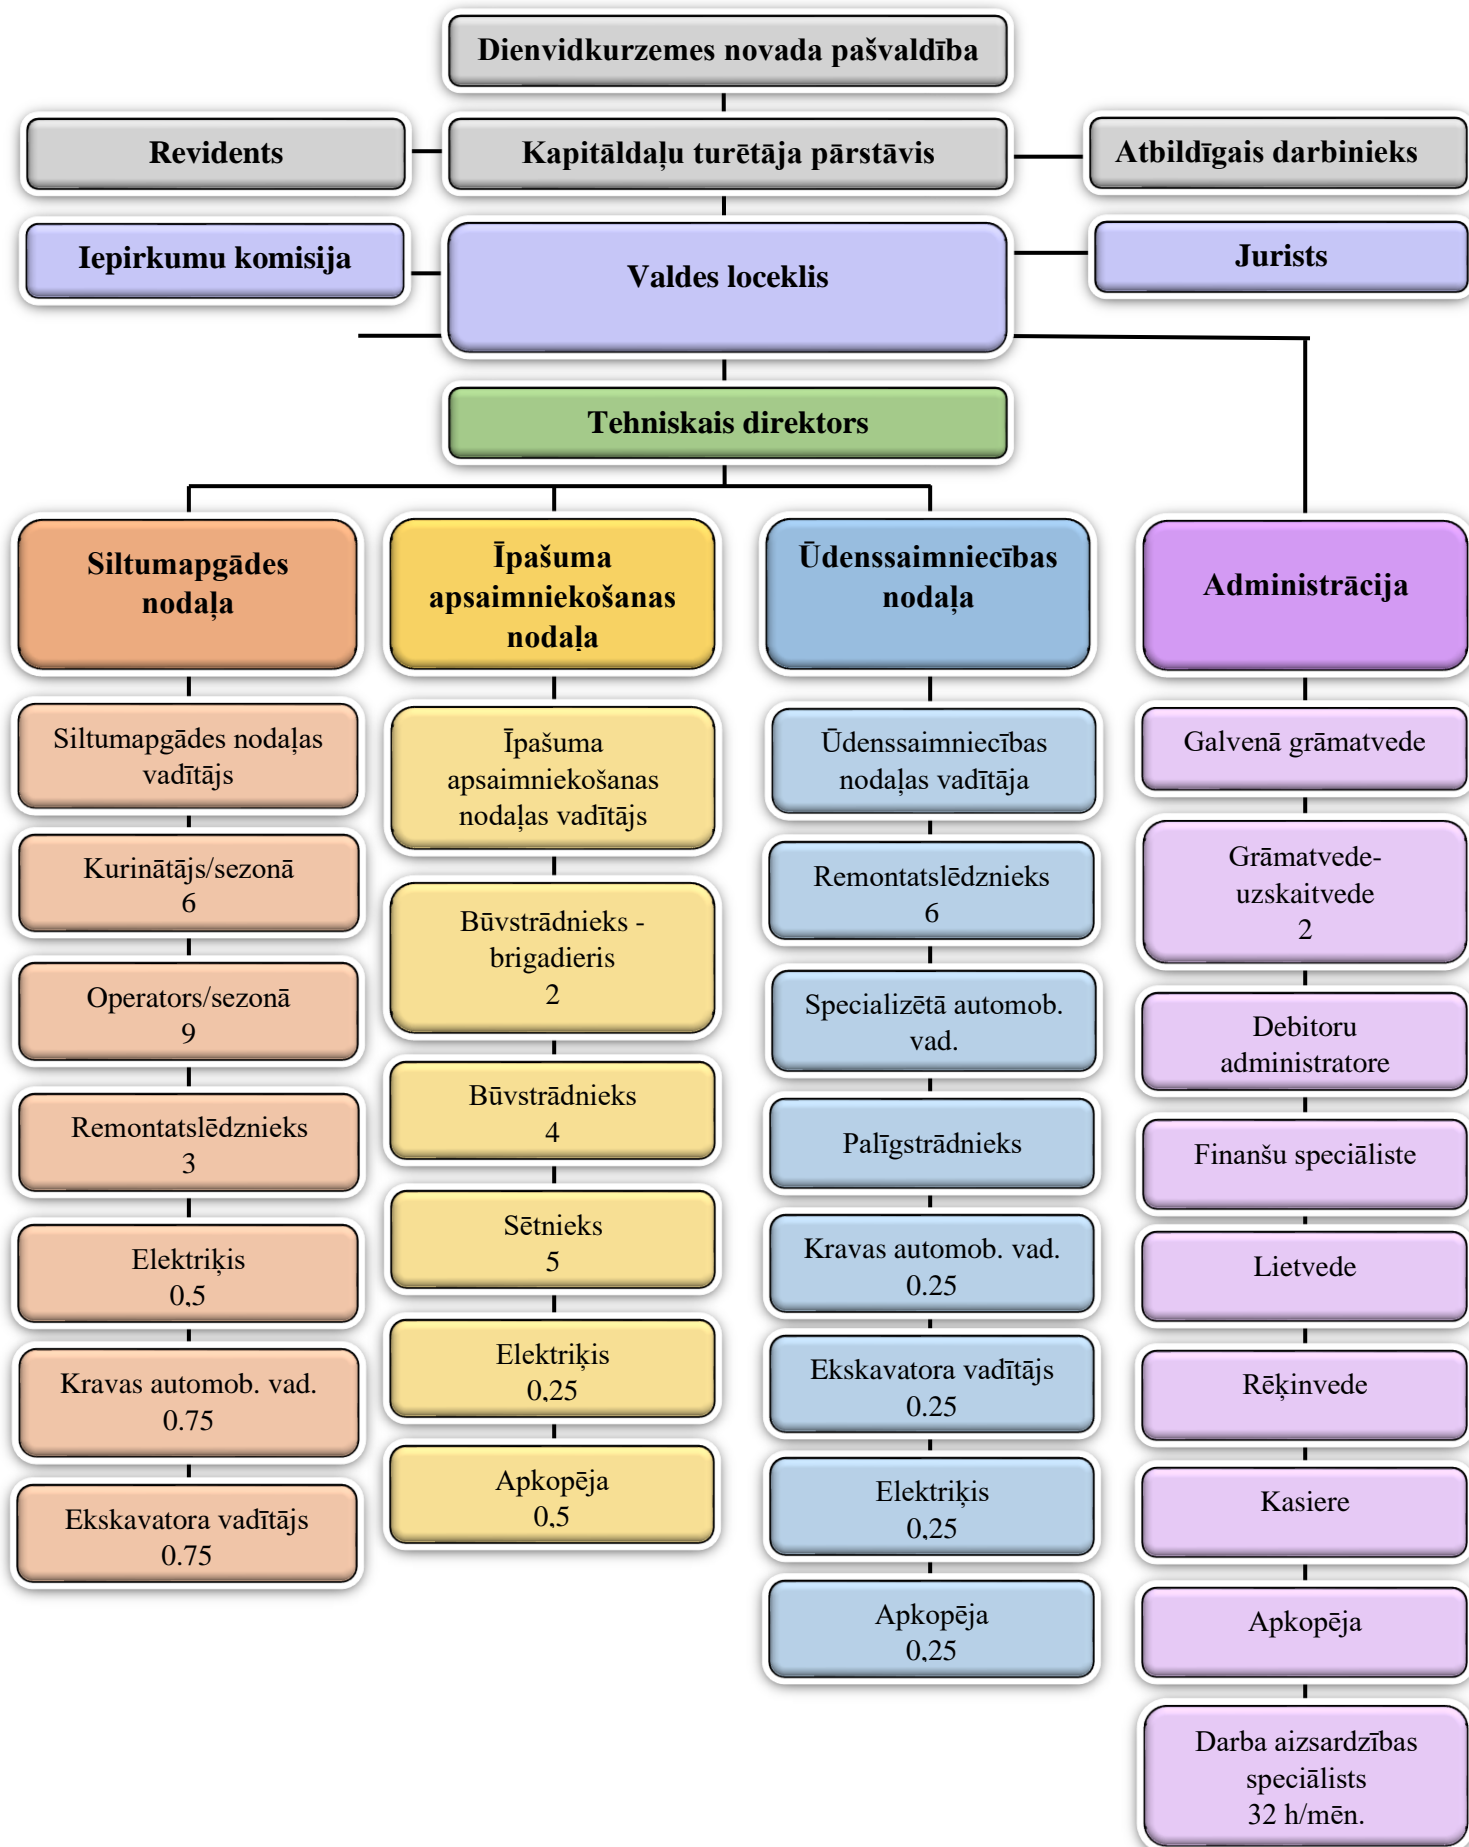 Dienvidkurzemes novada pašvaldība
Revidents
Kapitāldaļu turētāja pārstāvis
Atbildīgais darbinieks
Iepirkumu komisija
Valdes loceklis
Jurists
Tehniskais direktors
Siltumapgādes
nodaļa
Siltumapgādes nodaļas
vadītājs
Kurinātājs/sezonā
6
Operators/sezonā
9
Remontatslēdznieks
3
Elektriķis
0,5
Kravas automob. vad.
0.75
Ekskavatora vadītājs
0.75
Īpašuma
apsaimniekošanas
nodaļa
Īpašuma
apsaimniekošanas
nodaļas vadītājs
Būvstrādnieks -
brigadieris
2
Būvstrādnieks
4
Sētnieks
5
Elektriķis
0,25
Apkopēja
0,5
Ūdenssaimniecības
nodaļa
Ūdenssaimniecības
nodaļas vadītāja
Remontatslēdznieks
6
Specializētā automob.
vad.
Palīgstrādnieks
Kravas automob. vad.
0.25
Ekskavatora vadītājs
0.25
Elektriķis
0,25
Apkopēja
0,25
Administrācija
Galvenā grāmatvede
Grāmatvede-
uzskaitvede
2
Debitoru
administratore
Finanšu speciāliste
Lietvede
Rēķinvede
Kasiere
Apkopēja
Darba aizsardzības
speciālists
32 h/mēn.